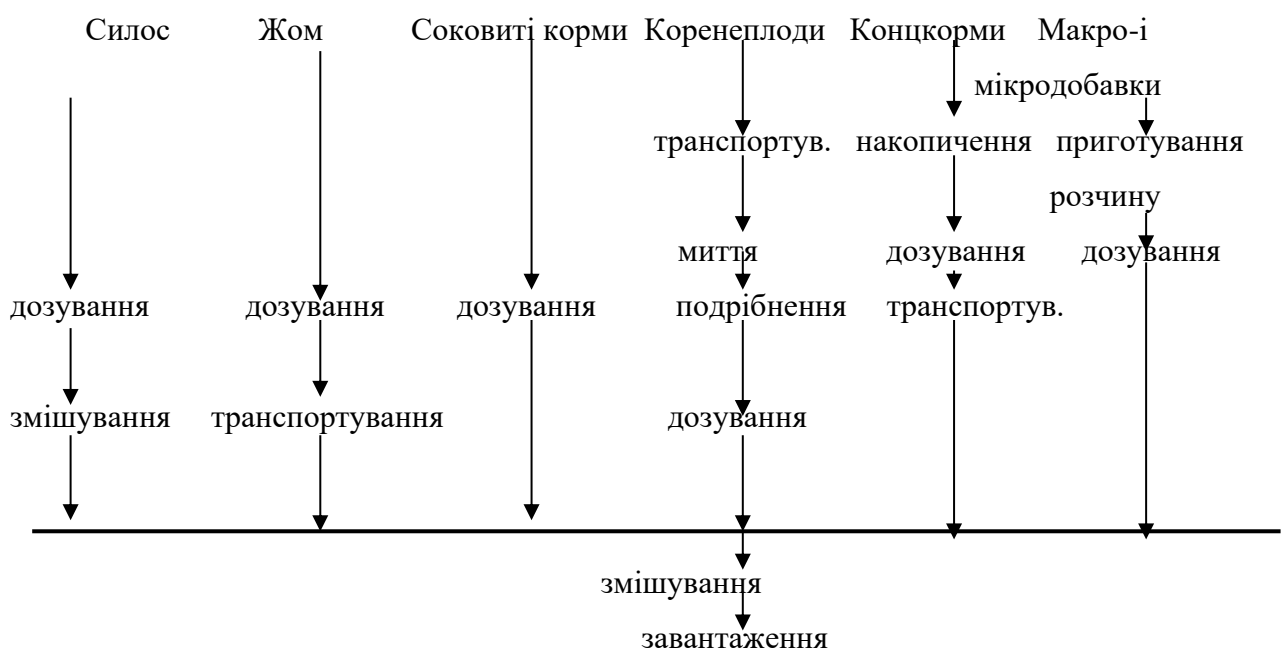 Силос Жом Соковиті корми Коренеплоди Концкорми Макро-і
мікродобавки
транспортув. накопичення приготування
розчину
миття дозування дозування
дозування дозування дозування подрібнення транспортув.
змішування транспортування дозування
змішування
завантаження